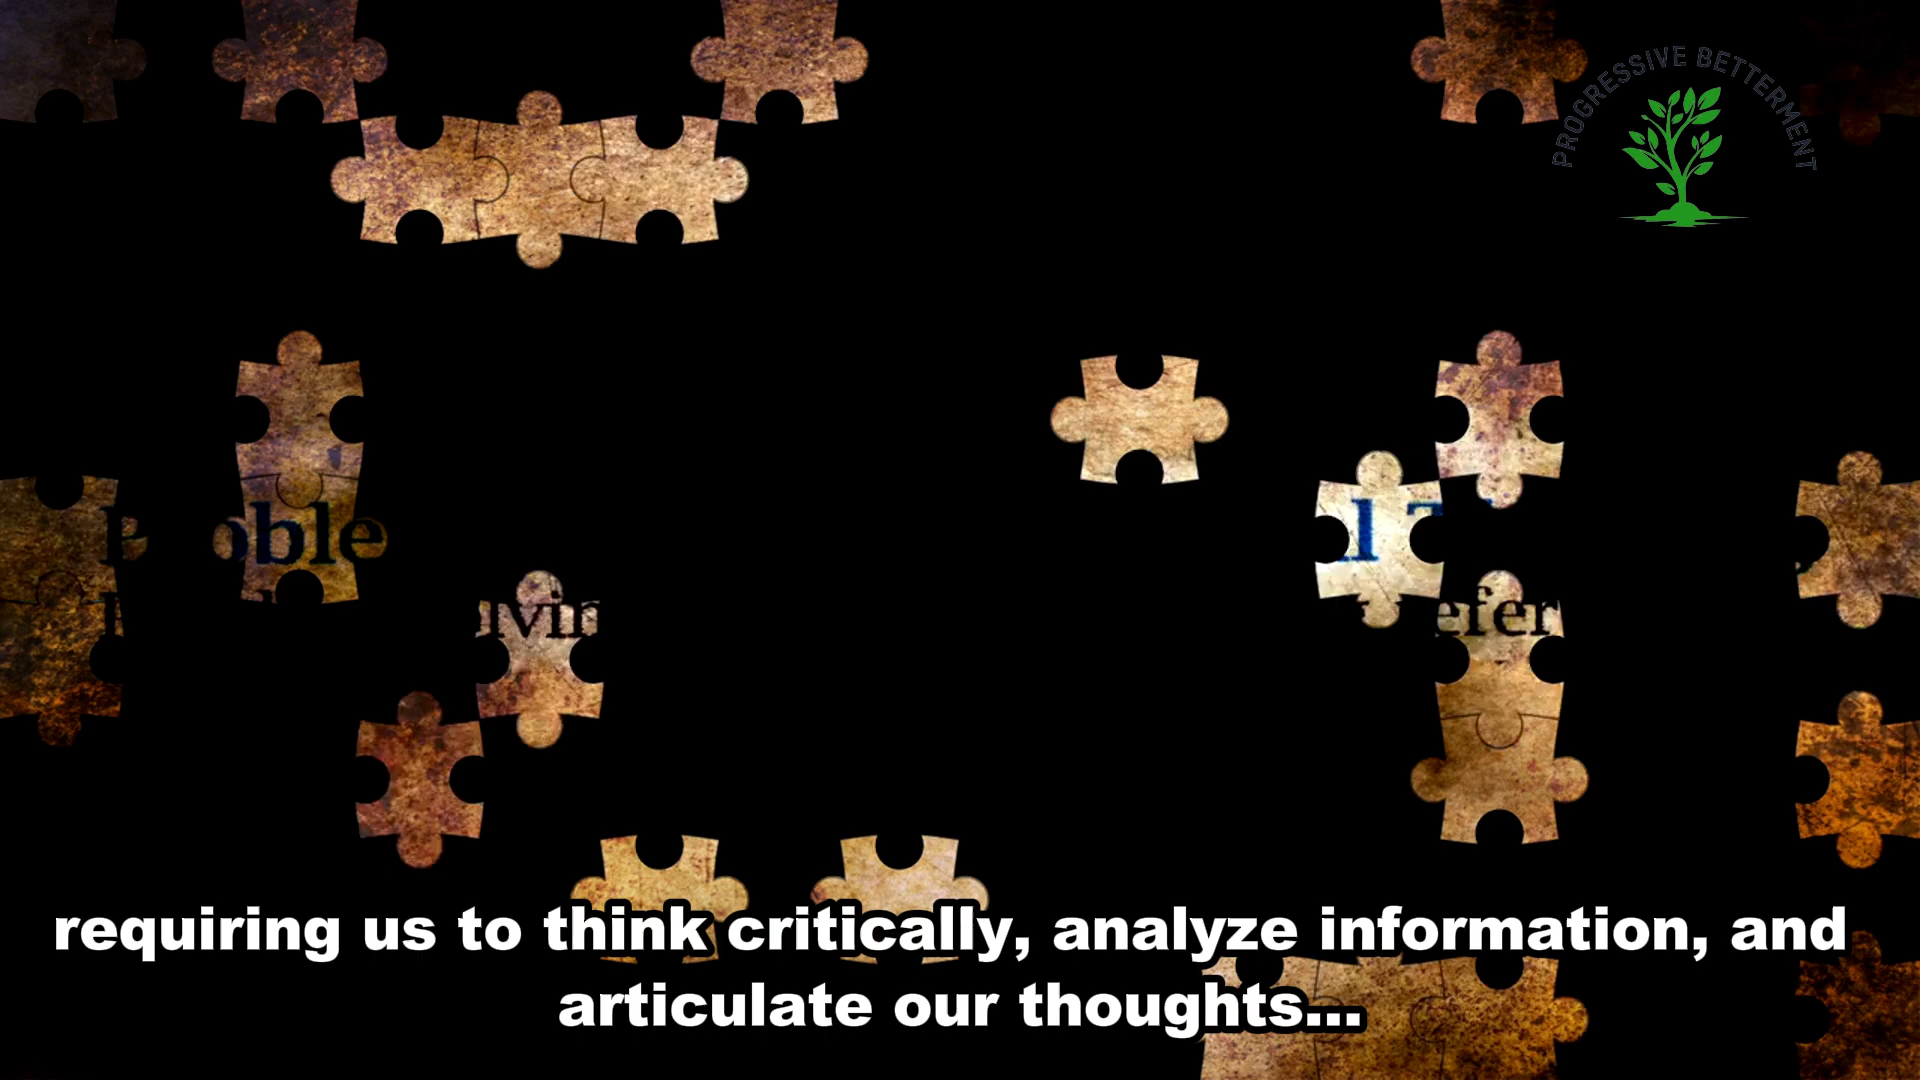 PROGRESSIVE BETTERMENT
requiring us to think critically, analyze information, and
articulate our thoughts...